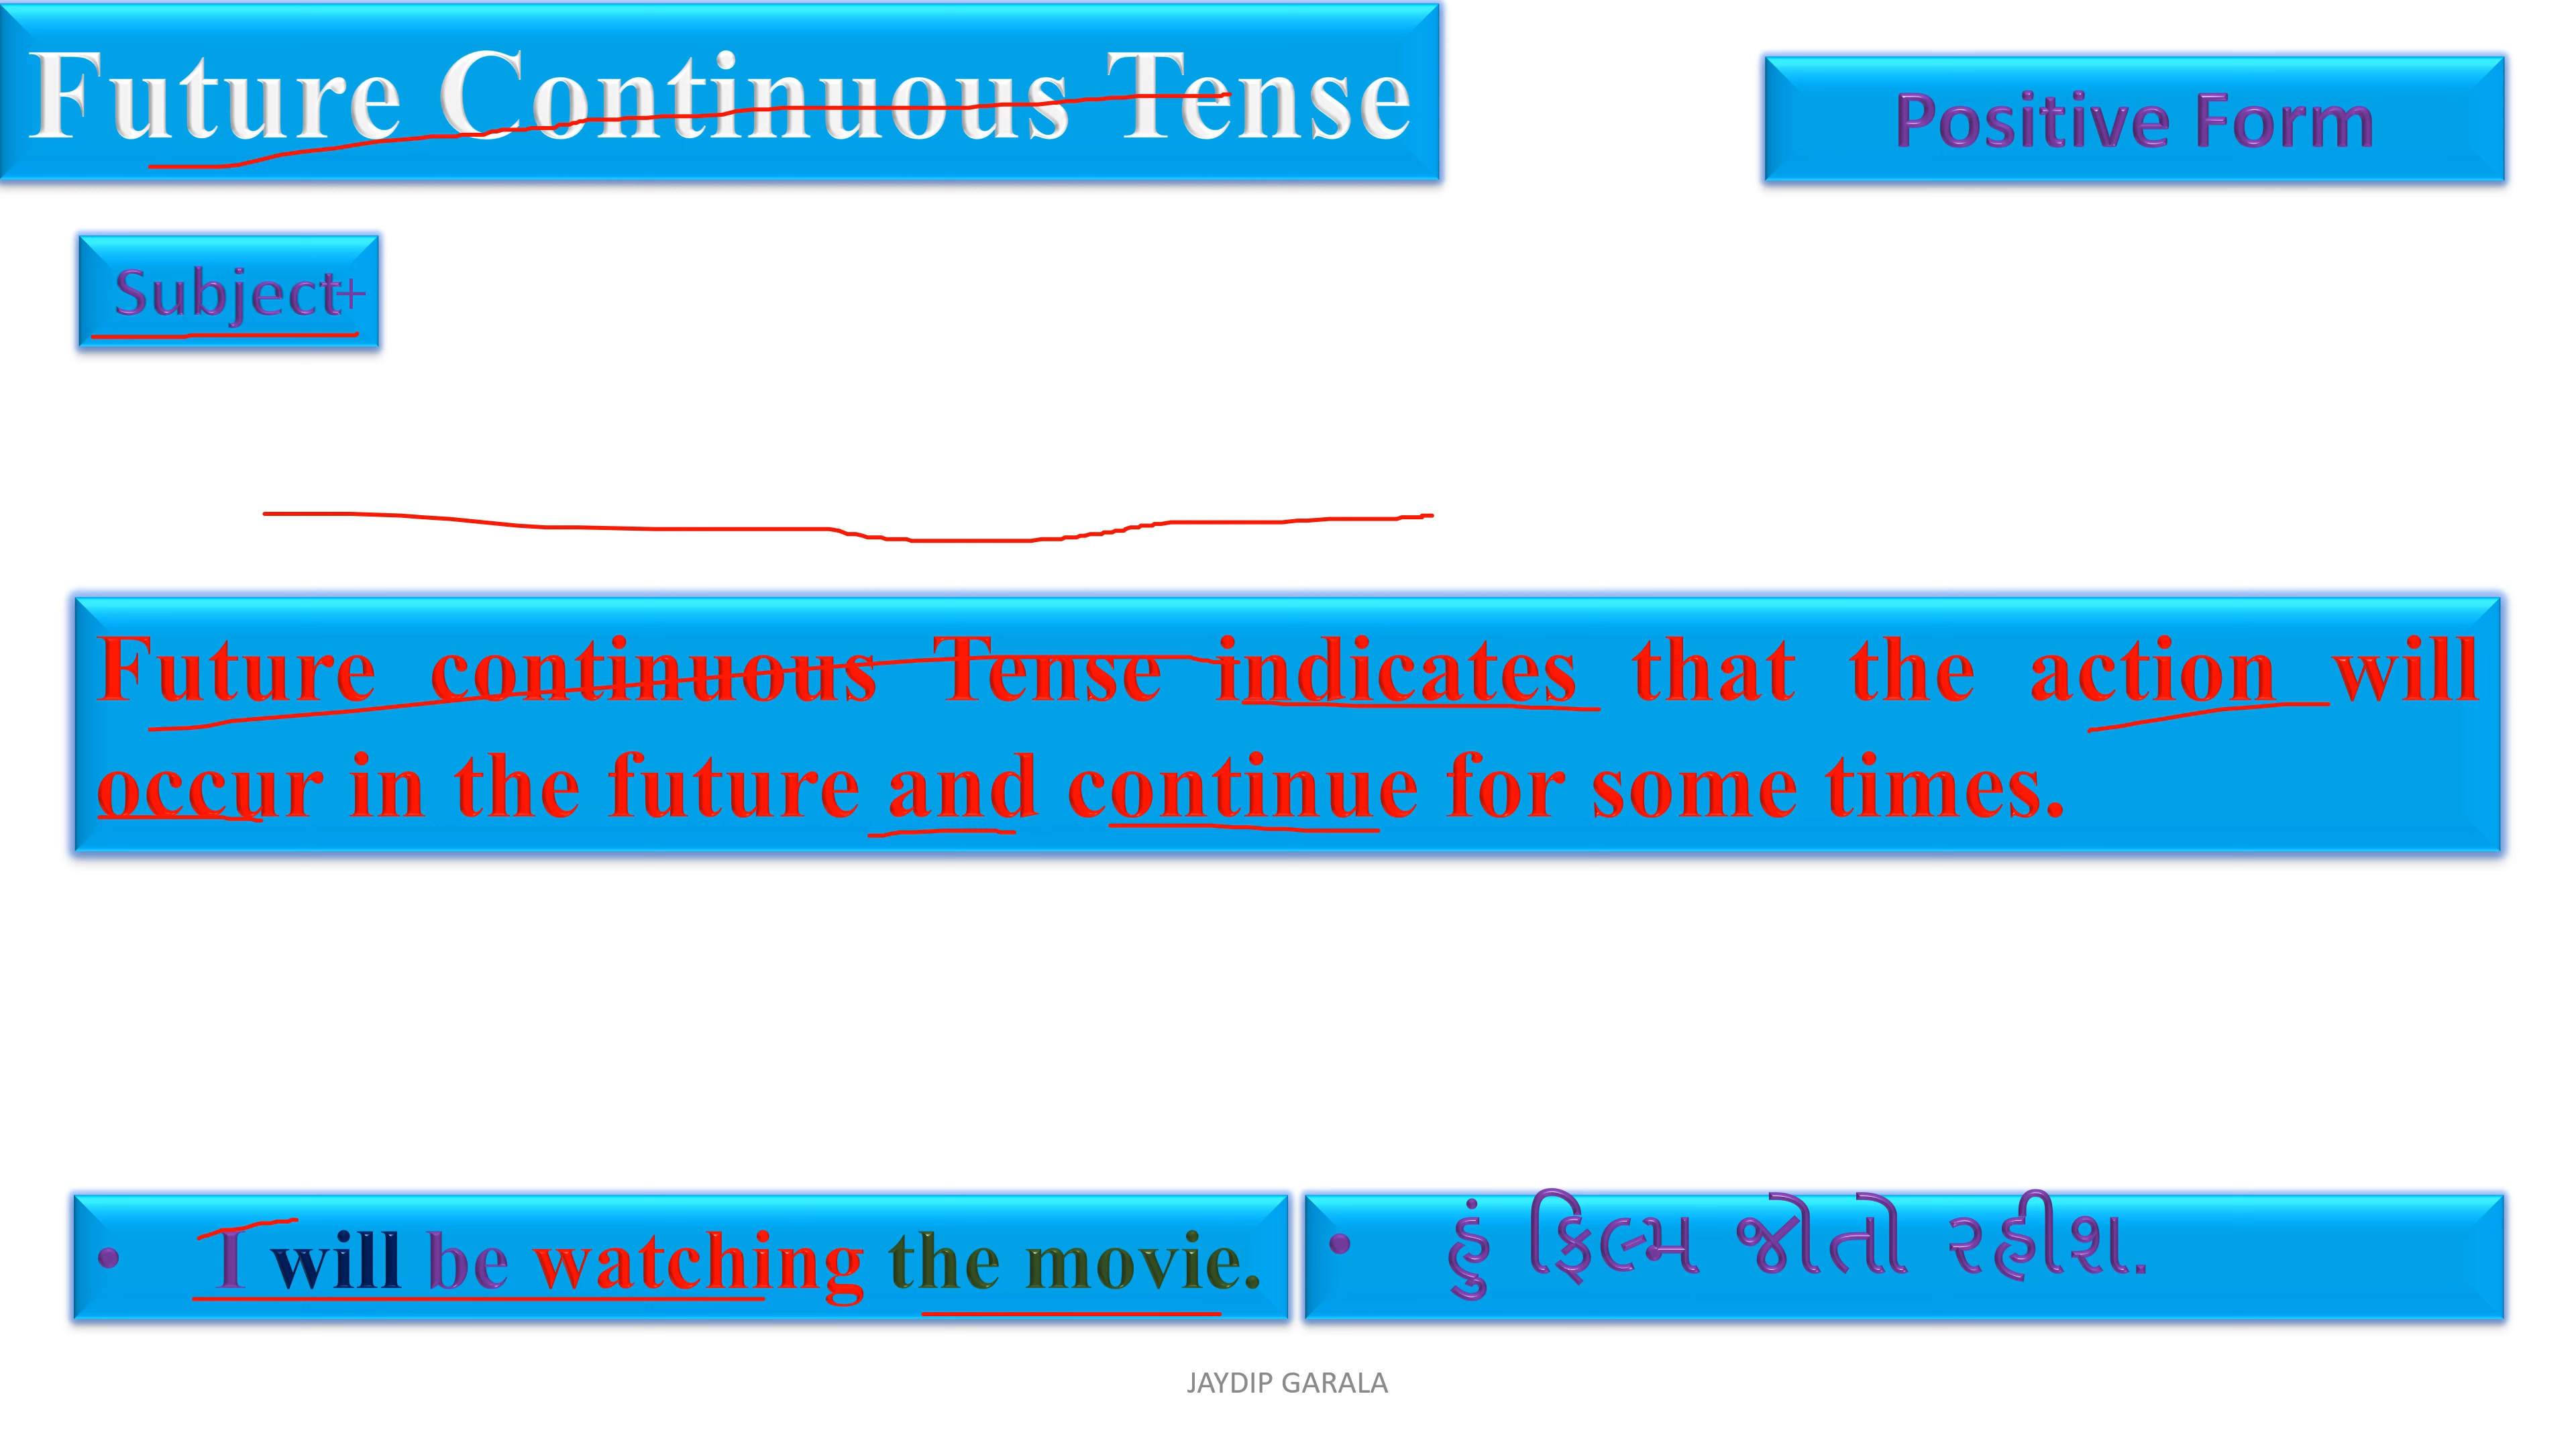 Future Continuous Tense
Positive Form
Subject+
Future continuous Tense indicates that the action will
occur in the future and continue for some times.
• I will be watching the movie.
• હું ફિલ્મ જોતો રહીશ.
JAYDIP GARALA